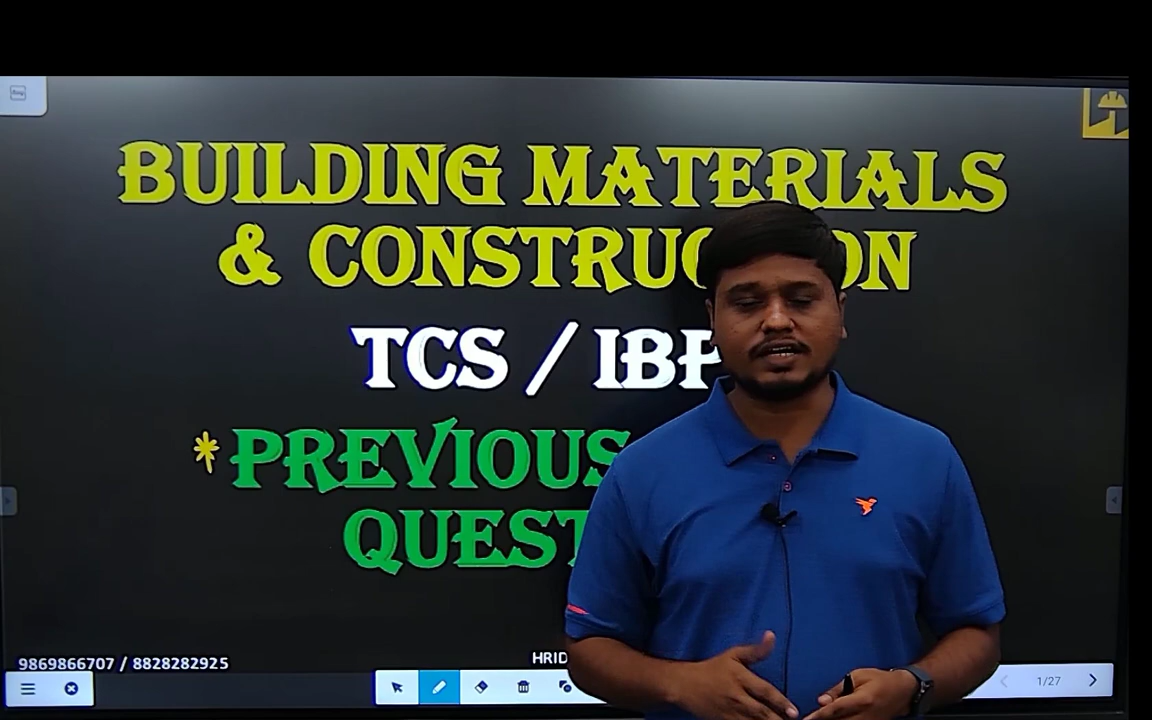 BUILDING MATERIALS
& CONSTRUC ON
TCS / IBP
*PREVIOUS
QUEST
9869866707 / 8828282925
HRID
1/27